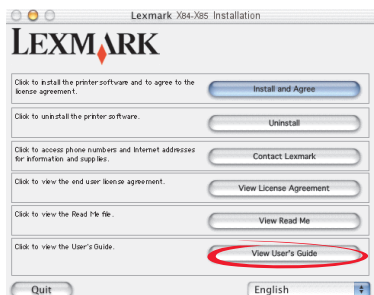 Lexmark X84-X85 Installation
LEXMARK
Click to install the printer software and to agree to the
license agreement.
Install and Agree
Click to uninstall the printer software.
Uninstall
Click to access phone numbers and Internet addresses
for information and supplies.
Contact Lexmark
Click to view the end user license agreement.
View License Agreement
Click to view the Read Me file.
View Read Me
Click to view the User's Guide.
View User's Guide
Quit
English